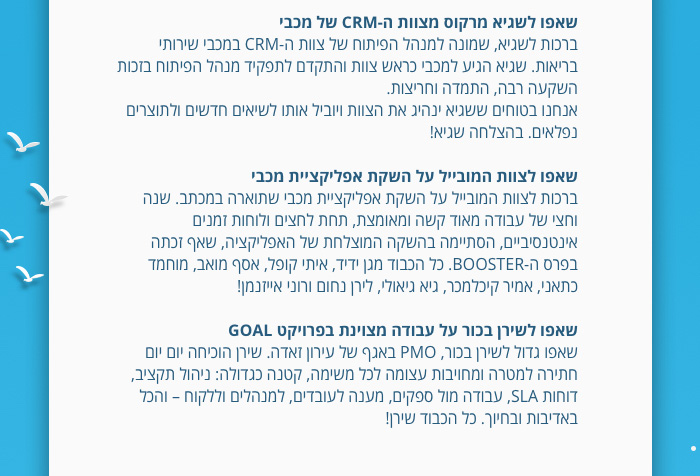 שאפו לשגיא מרקוס מצוות ה-CRM של מכבי
ברכות לשגיא, שמונה למנהל הפיתוח של צוות ה-CRM במכבי שירותי
בריאות. שגיא הגיע למכבי כראש צוות והתקדם לתפקיד מנהל הפיתוח בזכות
השקעה רבה, התמדה וחריצות.
אנחנו בטוחים ששגיא ינהיג את הצוות ויוביל אותו לשיאים חדשים ולתוצרים
נפלאים. בהצלחה שגיא!
שאפו לצוות המובייל על השקת אפליקציית מכבי
ברכות לצוות המובייל על השקת אפליקציית מכבי שתוארה במכתב. שנה
וחצי של עבודה מאוד קשה ומאומצת, תחת לחצים ולוחות זמנים
אינטנסיביים, הסתיימה בהשקה המוצלחת של האפליקציה, שאף זכתה
בפרס ה-BOOSTER. כל הכבוד מגן ידיד, איתי קופל, אסף מואב, מוחמד
כתאני, אמיר קיכלמכר, גיא גיאולי, לירן נחום ורוני אייזנמן!
שאפו לשירן בכור על עבודה מצוינת בפרויקט GOAL
שאפו גדול לשירן בכור, PMO באגף של עירון זאדה. שירן הוכיחה יום יום
חתירה למטרה ומחויבות עצומה לכל משימה, קטנה כגדולה: ניהול תקציב,
דוחות SLA, עבודה מול ספקים, מענה לעובדים, למנהלים וללקוח – והכל
באדיבות ובחיוך. כל הכבוד שירן!